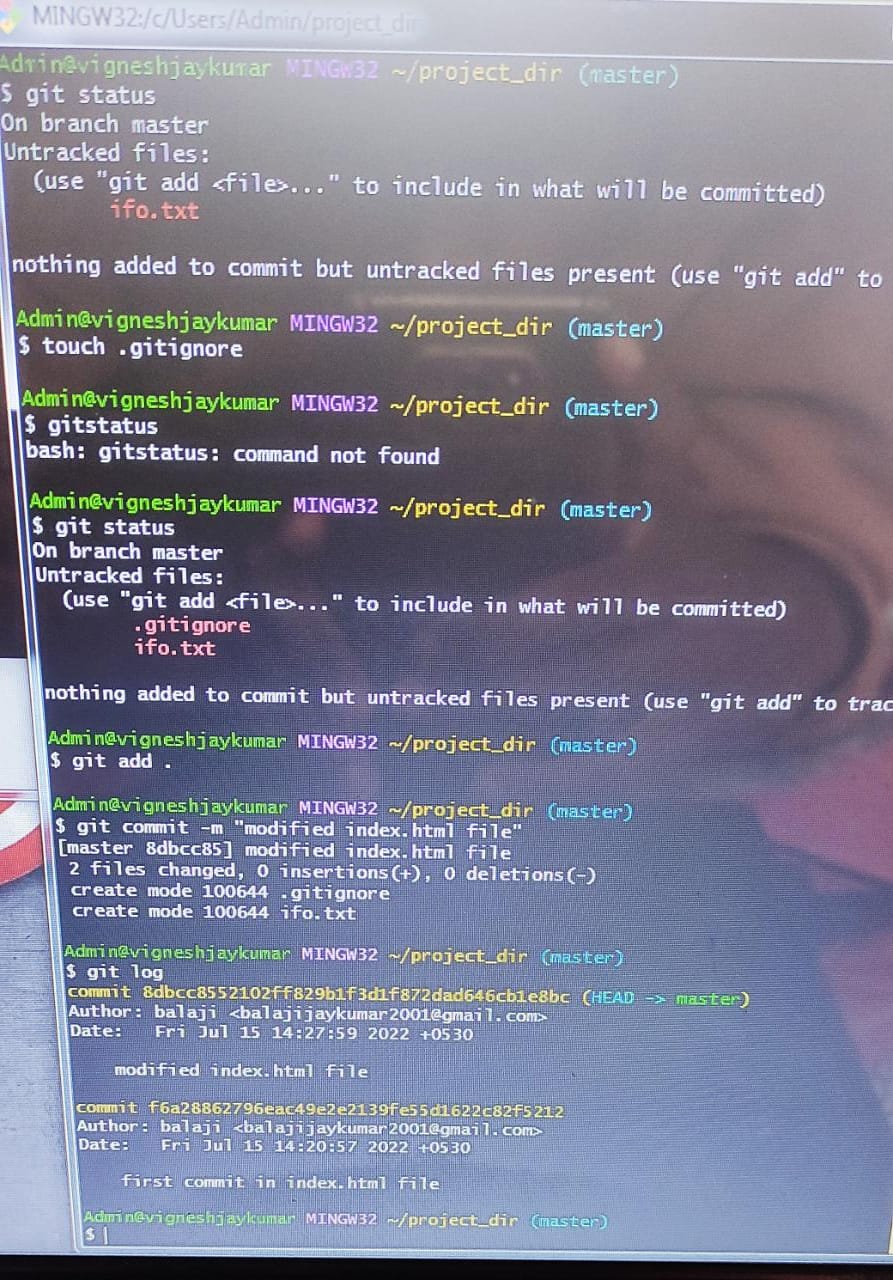 MINGW32:/c/Users/Admin/project_dir
Admin@vigneshjaykumar MINGW32 ~/project_dir (master)
$ git status
On branch master
Untracked files:
  (use "git add <file>..." to include in what will be committed)
        ifo.txt

nothing added to commit but untracked files present (use "git add" to

Admin@vigneshjaykumar MINGW32 ~/project_dir (master)
$ touch .gitignore

Admin@vigneshjaykumar MINGW32 ~/project_dir (master)
$ gitstatus
bash: gitstatus: command not found

Admin@vigneshjaykumar MINGW32 ~/project_dir (master)
$ git status
On branch master
Untracked files:
  (use "git add <file>..." to include in what will be committed)
        .gitignore
        ifo.txt

nothing added to commit but untracked files present (use "git add" to trac

Admin@vigneshjaykumar MINGW32 ~/project_dir (master)
$ git add .

Admin@vigneshjaykumar MINGW32 ~/project_dir (master)
$ git commit -m "modified index.html file"
[master 8dbcc85] modified index.html file
 2 files changed, 0 insertions(+), 0 deletions(-)
 create mode 100644 .gitignore
 create mode 100644 ifo.txt

Admin@vigneshjaykumar MINGW32 ~/project_dir (master)
$ git log
commit 8dbcc8552102ff829b1f3d1f872dad646cb1e8bc (HEAD -> master)
Author: balaji <balajijaykumar2001@gmail.com>
Date:   Fri Jul 15 14:27:59 2022 +0530

    modified index.html file

commit f6a28862796eac49e2e2139fe55d1622c82f5212
Author: balaji <balajijaykumar2001@gmail.com>
Date:   Fri Jul 15 14:20:57 2022 +0530

    first commit in index.html file

Admin@vigneshjaykumar MINGW32 ~/project_dir (master)
$